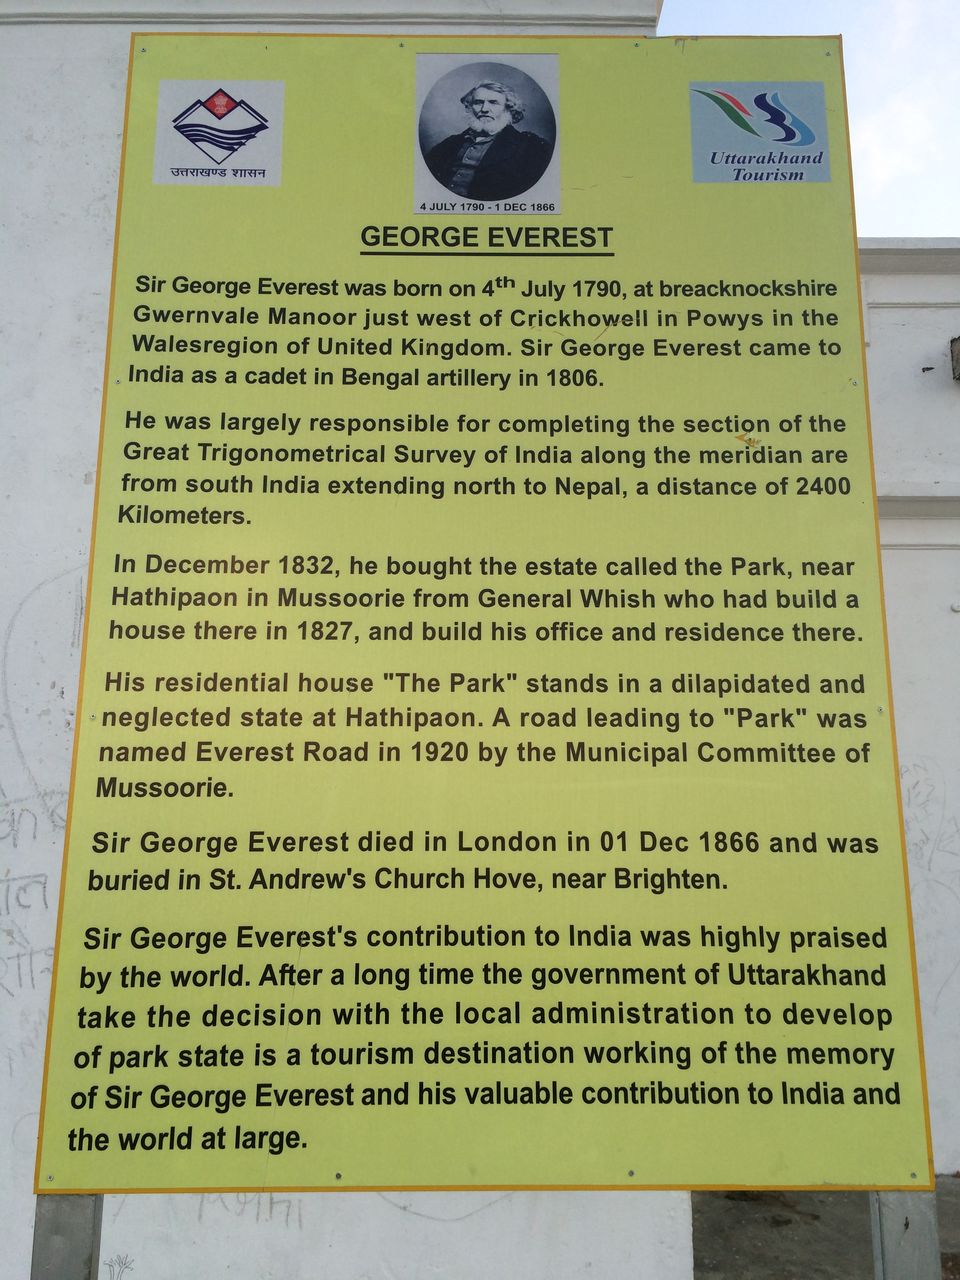 उत्तराखण्ड शासन
4 JULY 1790 - 1 DEC 1866
Uttarakhand
Tourism
GEORGE EVEREST
Sir George Everest was born on 4th July 1790, at breacknockshire
Gwernvale Manoor just west of Crickhowell in Powys in the
Walesregion of United Kingdom. Sir George Everest came to
India as a cadet in Bengal artillery in 1806.
He was largely responsible for completing the section of the
Great Trigonometrical Survey of India along the meridian are
from south India extending north to Nepal, a distance of 2400
Kilometers.
In December 1832, he bought the estate called the Park, near
Hathipaon in Mussoorie from General Whish who had build a
house there in 1827, and build his office and residence there.
His residential house "The Park" stands in a dilapidated and
neglected state at Hathipaon. A road leading to "Park" was
named Everest Road in 1920 by the Municipal Committee of
Mussoorie.
Sir George Everest died in London in 01 Dec 1866 and was
buried in St. Andrew's Church Hove, near Brighten.
Sir George Everest's contribution to India was highly praised
by the world. After a long time the government of Uttarakhand
take the decision with the local administration to develop
of park state is a tourism destination working of the memory
of Sir George Everest and his valuable contribution to India and
the world at large.